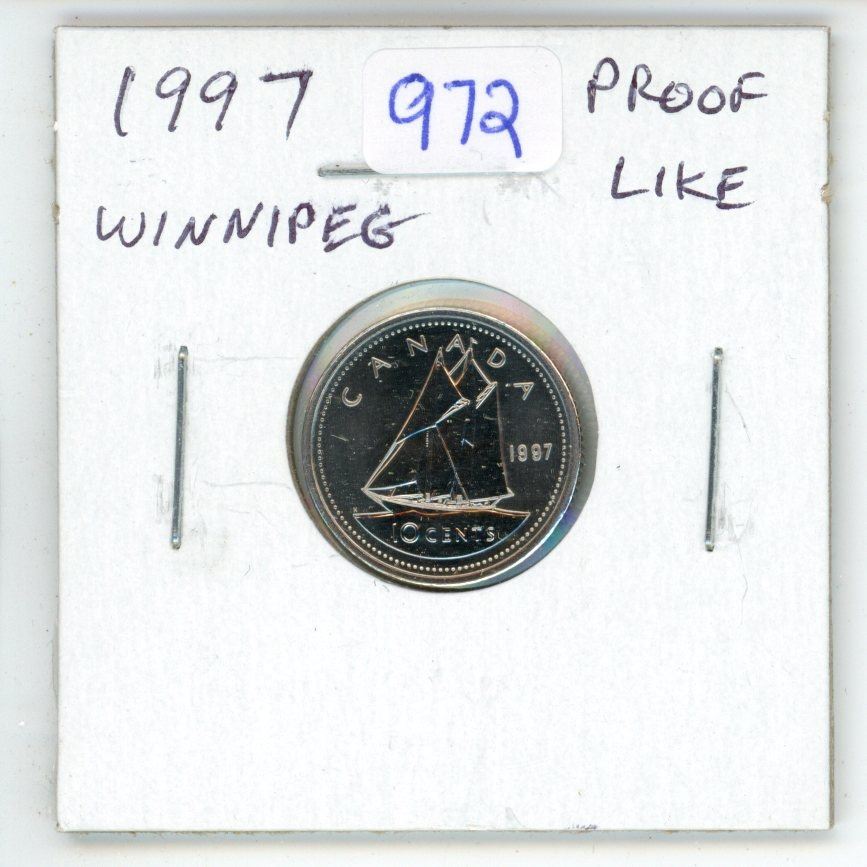 1997 972 PROOF
LIKE
WINNIPEG
CANADA
1997
10 CENTS